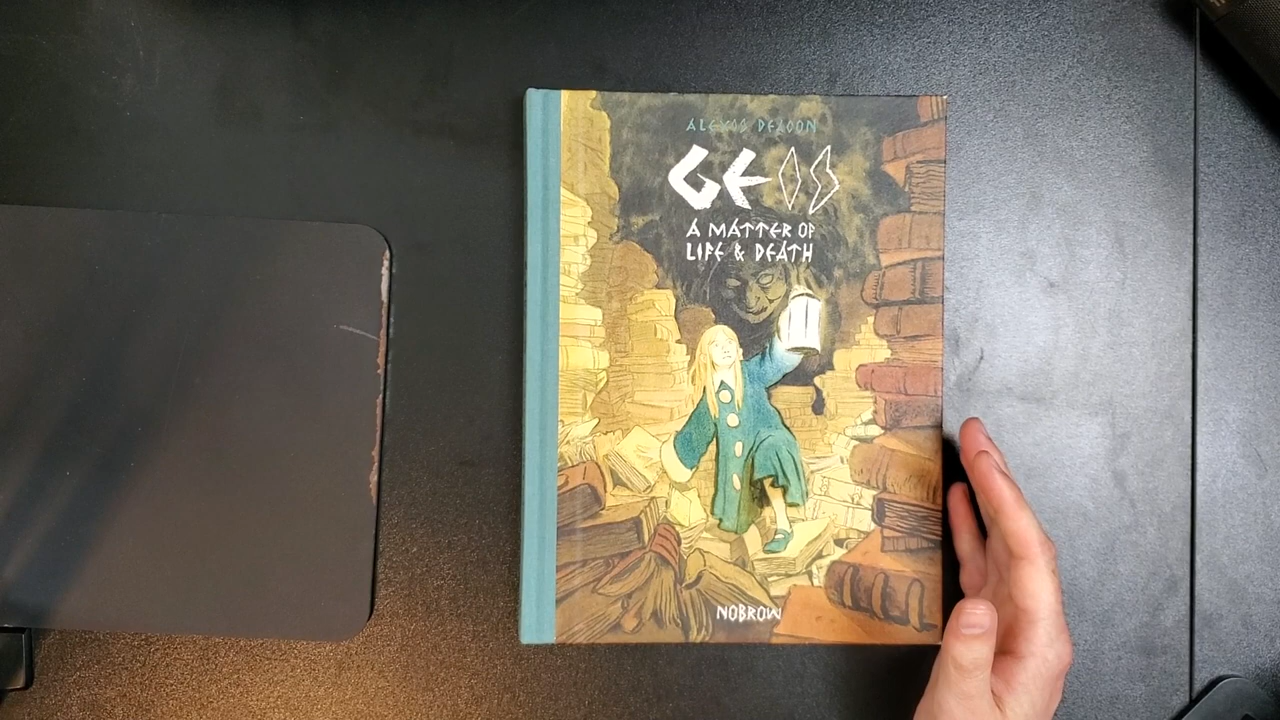 ALEXIS DEACON
GEIS
A MATTER OF
LIFE & DEATH
NOBROW